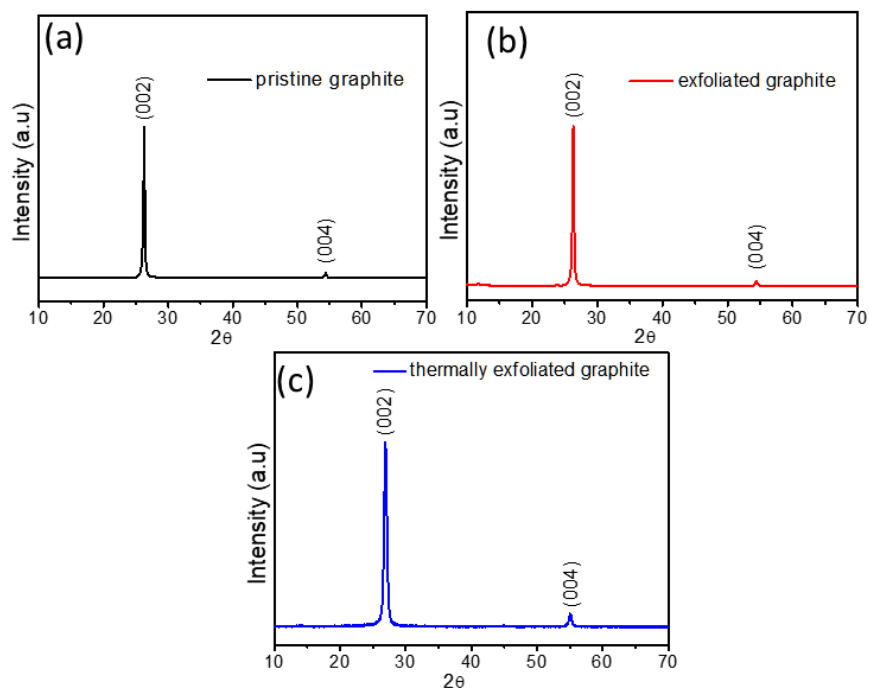 (a)
pristine graphite
(002)
(004)
Intensity (a.u)
10 20 30 40 50 60 70
2θ
(b)
exfoliated graphite
(002)
(004)
Intensity (a.u)
10 20 30 40 50 60 70
2θ
(c)
thermally exfoliated graphite
(002)
(004)
Intensity (a.u)
10 20 30 40 50 60 70
2θ